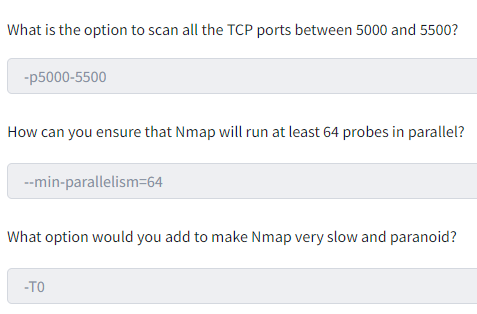 What is the option to scan all the TCP ports between 5000 and 5500?
-p5000-5500
How can you ensure that Nmap will run at least 64 probes in parallel?
--min-parallelism=64
What option would you add to make Nmap very slow and paranoid?
-T0